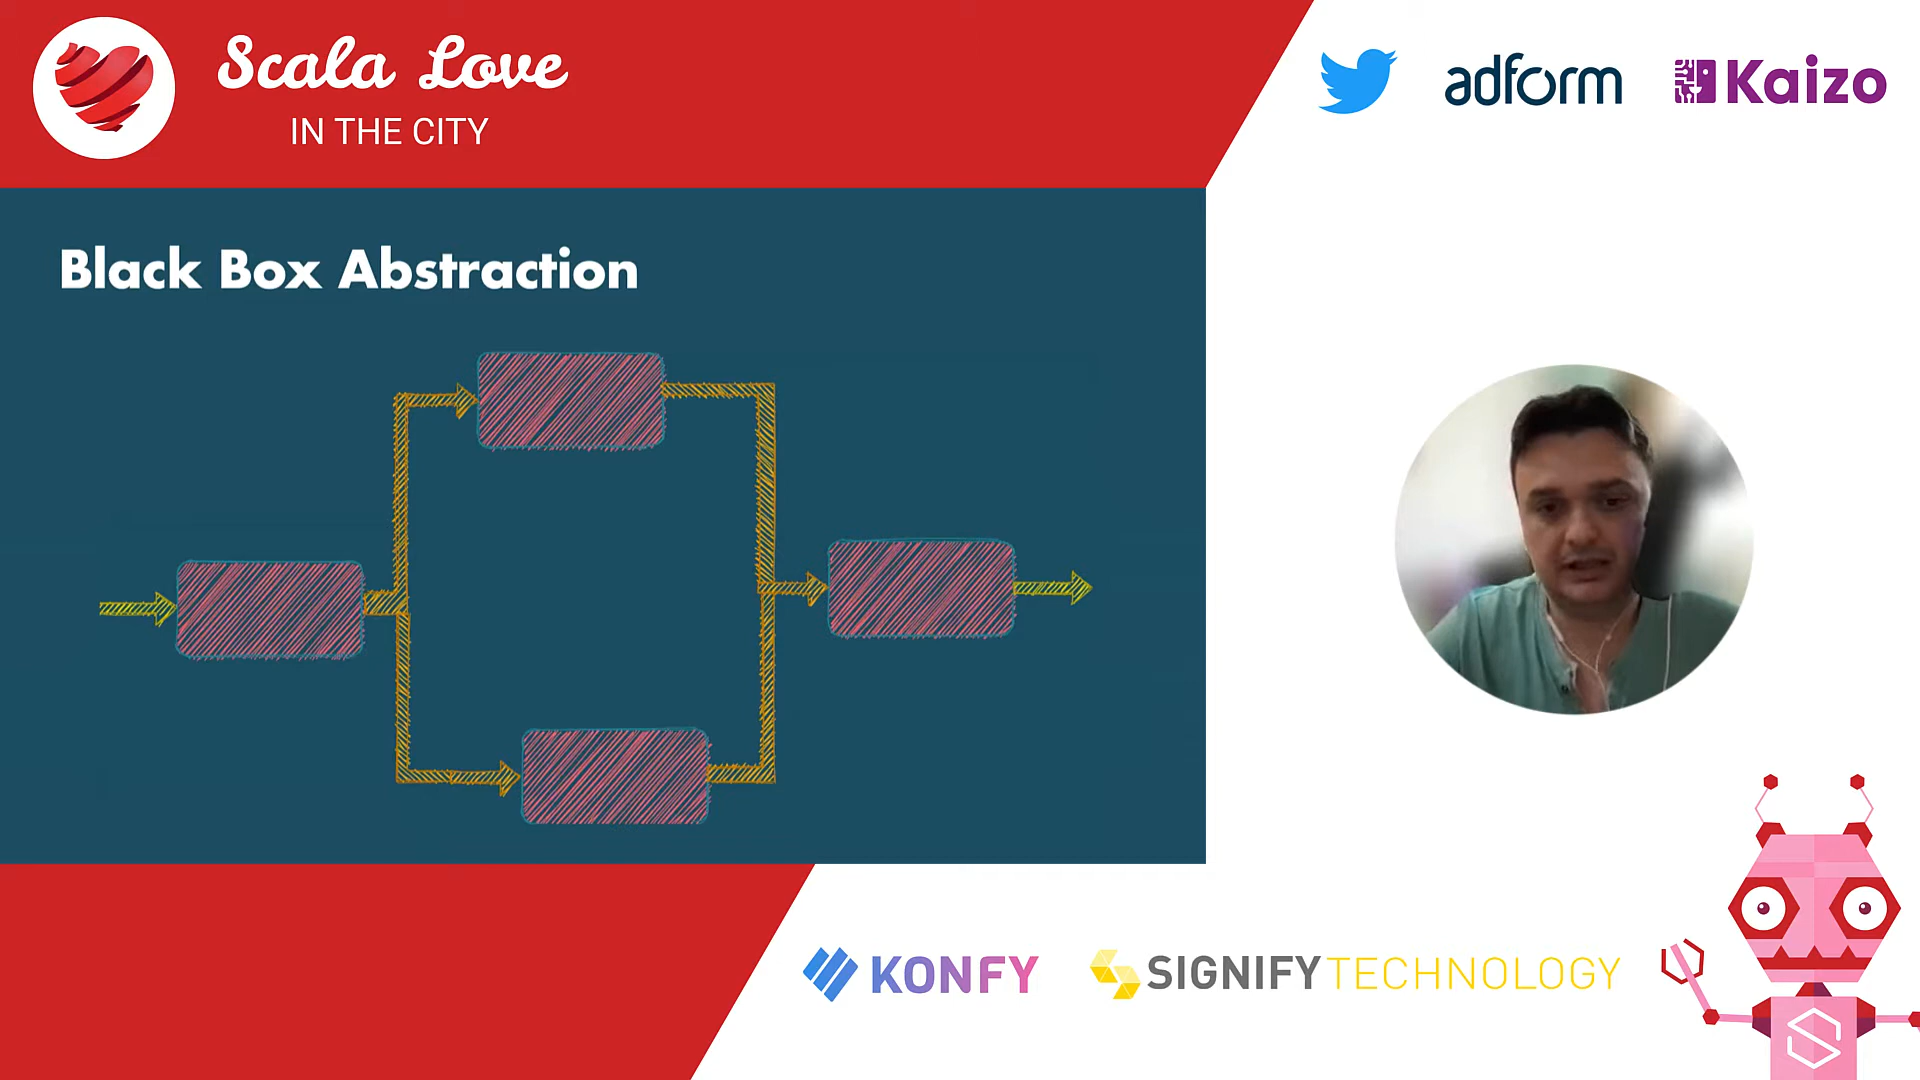 Scala Love
IN THE CITY
adform
Kaizo
Black Box Abstraction
KONFY
SIGNIFY TECHNOLOGY